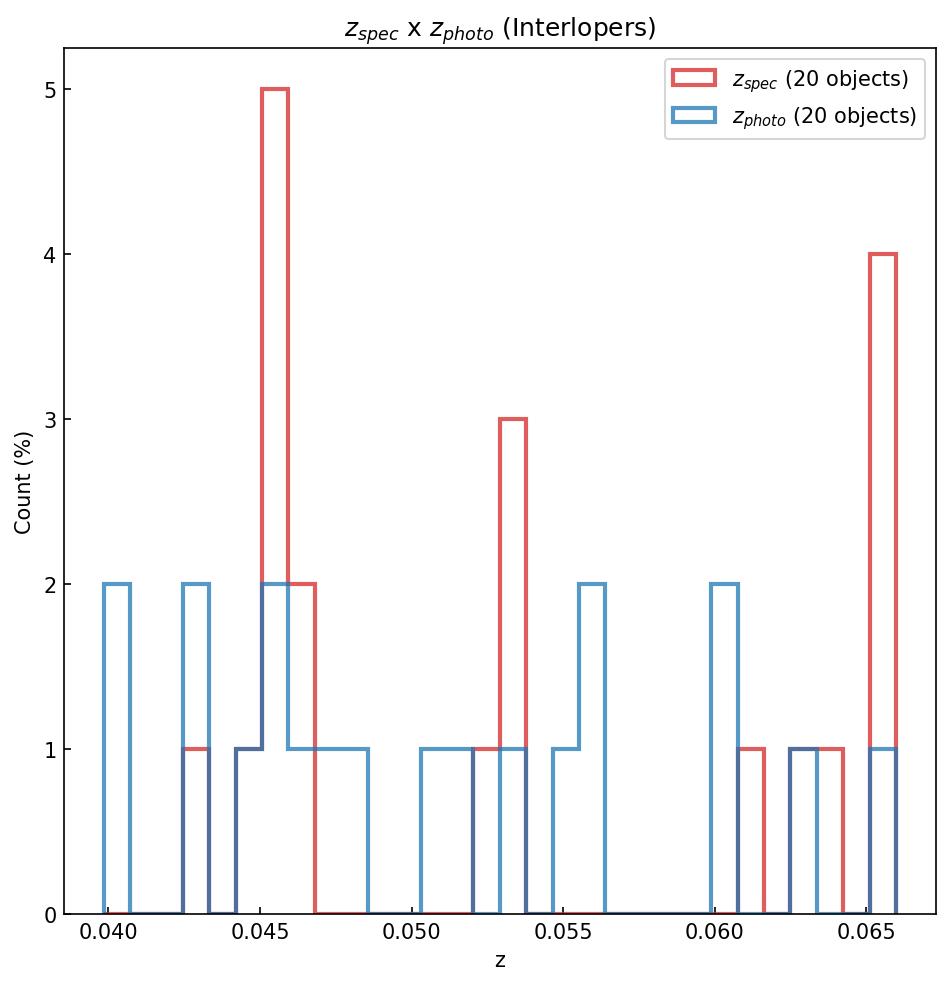 z_spec x z_photo (Interlopers)
z_spec (20 objects)
z_photo (20 objects)
Count (%)
5
4
3
2
1
0
0.040 0.045 0.050 0.055 0.060 0.065
z